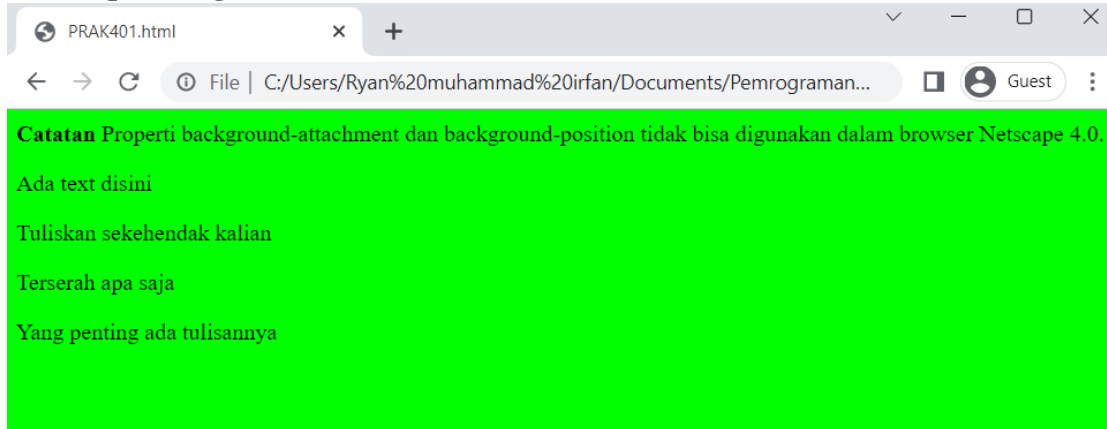 PRAK401.html
File | C:/Users/Ryan%20muhammad%20irfan/Documents/Pemrograman... Guest
Catatan Properti background-attachment dan background-position tidak bisa digunakan dalam browser Netscape 4.0.
Ada text disini
Tuliskan sekehendak kalian
Terserah apa saja
Yang penting ada tulisannya